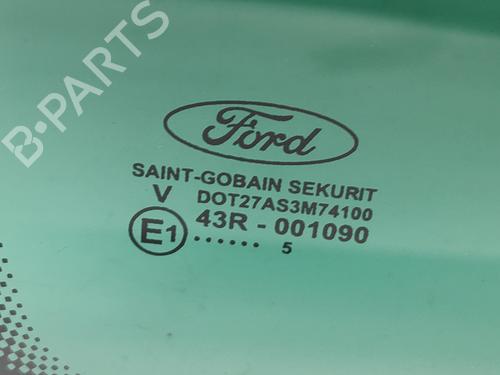 B-PARTS
Ford
SAINT-GOBAIN SEKURIT
V DOT27AS3M74100
E1 43R - 001090
...... 5